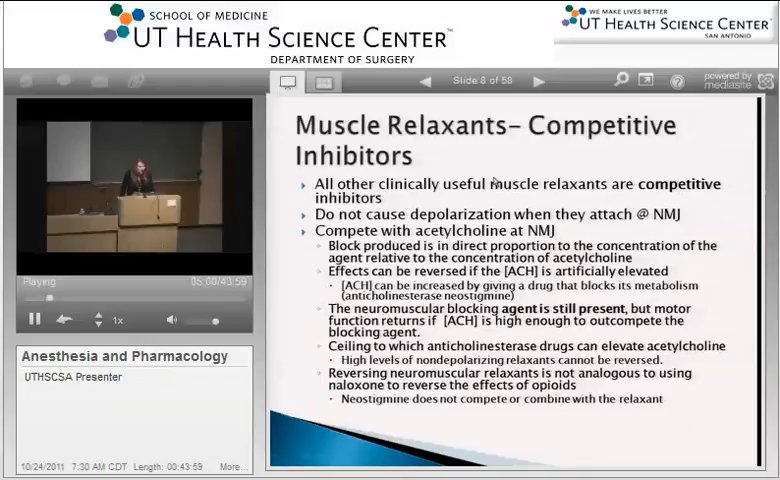 SCHOOL OF MEDICINE
UT HEALTH SCIENCE CENTER™
DEPARTMENT OF SURGERY
WE MAKE LIVES BETTER
UT HEALTH SCIENCE CENTER
SAN ANTONIO
Slide 8 of 58
powered by
mediasite
Muscle Relaxants– Competitive
Inhibitors
All other clinically useful muscle relaxants are competitive
inhibitors
Do not cause depolarization when they attach @ NMJ
Compete with acetylcholine at NMJ
Block produced is in direct proportion to the concentration of the
agent relative to the concentration of acetylcholine
Effects can be reversed if the [ACH] is artificially elevated
[ACH] can be increased by giving a drug that blocks its metabolism
(anticholinesterase neostigmine)
The neuromuscular blocking agent is still present, but motor
function returns if [ACH] is high enough to outcompete the
blocking agent.
Ceiling to which anticholinesterase drugs can elevate acetylcholine
High levels of nondepolarizing relaxants cannot be reversed.
Reversing neuromuscular relaxants is not analogous to using
naloxone to reverse the effects of opioids
Neostigmine does not compete or combine with the relaxant
Playing
05:00/43:59
1x
Anesthesia and Pharmacology
UTHSCSA Presenter
10/24/2011 7:30 AM CDT Length: 00:43:59 More...